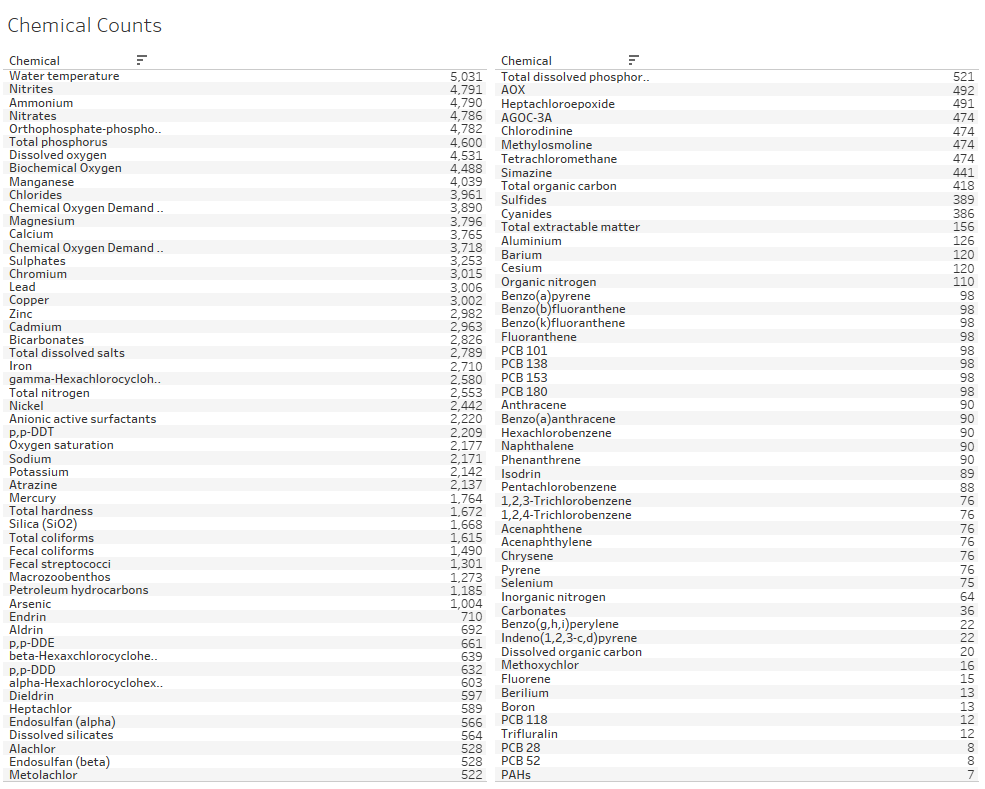 Chemical Counts
Chemical
Water temperature 5,031
Nitrites 4,791
Ammonium 4,790
Nitrates 4,786
Orthophosphate-phospho.. 4,782
Total phosphorus 4,600
Dissolved oxygen 4,531
Biochemical Oxygen 4,488
Manganese 4,039
Chlorides 3,961
Chemical Oxygen Demand .. 3,890
Magnesium 3,796
Calcium 3,765
Chemical Oxygen Demand .. 3,718
Sulphates 3,253
Chromium 3,015
Lead 3,006
Copper 3,002
Zinc 2,982
Cadmium 2,963
Bicarbonates 2,826
Total dissolved salts 2,789
Iron 2,710
gamma-Hexachlorocycloh.. 2,580
Total nitrogen 2,553
Nickel 2,442
Anionic active surfactants 2,220
p,p-DDT 2,209
Oxygen saturation 2,177
Sodium 2,171
Potassium 2,142
Atrazine 2,137
Mercury 1,764
Total hardness 1,672
Silica (SiO2) 1,668
Total coliforms 1,615
Fecal coliforms 1,490
Fecal streptococci 1,301
Macrozoobenthos 1,273
Petroleum hydrocarbons 1,185
Arsenic 1,004
Endrin 710
Aldrin 692
p,p-DDE 661
beta-Hexaxchlorocyclohe.. 639
p,p-DDD 632
alpha-Hexachlorocyclohex.. 603
Dieldrin 597
Heptachlor 589
Endosulfan (alpha) 566
Dissolved silicates 564
Alachlor 528
Endosulfan (beta) 528
Metolachlor 522
Chemical
Total dissolved phosphor.. 521
AOX 492
Heptachloroepoxide 491
AGOC-3A 474
Chlorodinine 474
Methylosmoline 474
Tetrachloromethane 474
Simazine 441
Total organic carbon 418
Sulfides 389
Cyanides 386
Total extractable matter 156
Aluminium 126
Barium 120
Cesium 120
Organic nitrogen 110
Benzo(a)pyrene 98
Benzo(b)fluoranthene 98
Benzo(k)fluoranthene 98
Fluoranthene 98
PCB 101 98
PCB 138 98
PCB 153 98
PCB 180 98
Anthracene 90
Benzo(a)anthracene 90
Hexachlorobenzene 90
Naphthalene 90
Phenanthrene 90
Isodrin 89
Pentachlorobenzene 88
1,2,3-Trichlorobenzene 76
1,2,4-Trichlorobenzene 76
Acenaphthene 76
Acenaphthylene 76
Chrysene 76
Pyrene 76
Selenium 75
Inorganic nitrogen 64
Carbonates 36
Benzo(g,h,i)perylene 22
Indeno(1,2,3-c,d)pyrene 22
Dissolved organic carbon 20
Methoxychlor 16
Fluorene 15
Berilium 13
Boron 13
PCB 118 12
Trifluralin 12
PCB 28 8
PCB 52 8
PAHs 7